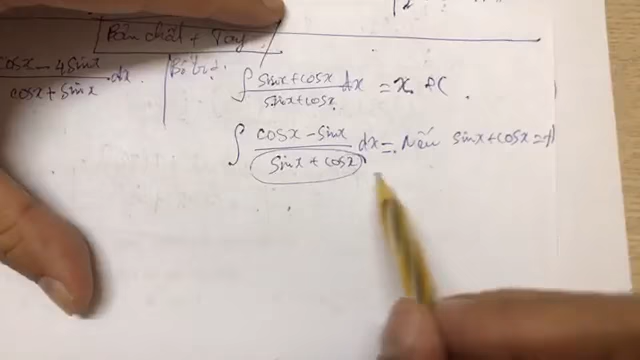 Bản chất + Tay.
cosx - 4sinx / cosx + sinx dx
Bổ trợ:
∫ sinx + cosx / sinx + cosx dx = x + C.
∫ cosx - sinx / sinx + cosx dx = Nếu sinx + cosx =